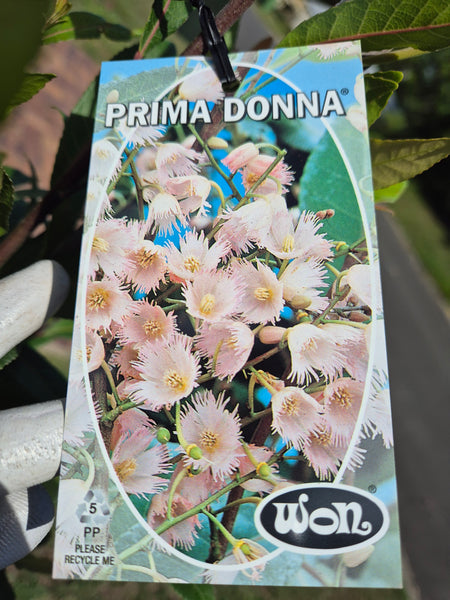 PRIMA DONNA®
WON®
5
PP
PLEASE
RECYCLE ME